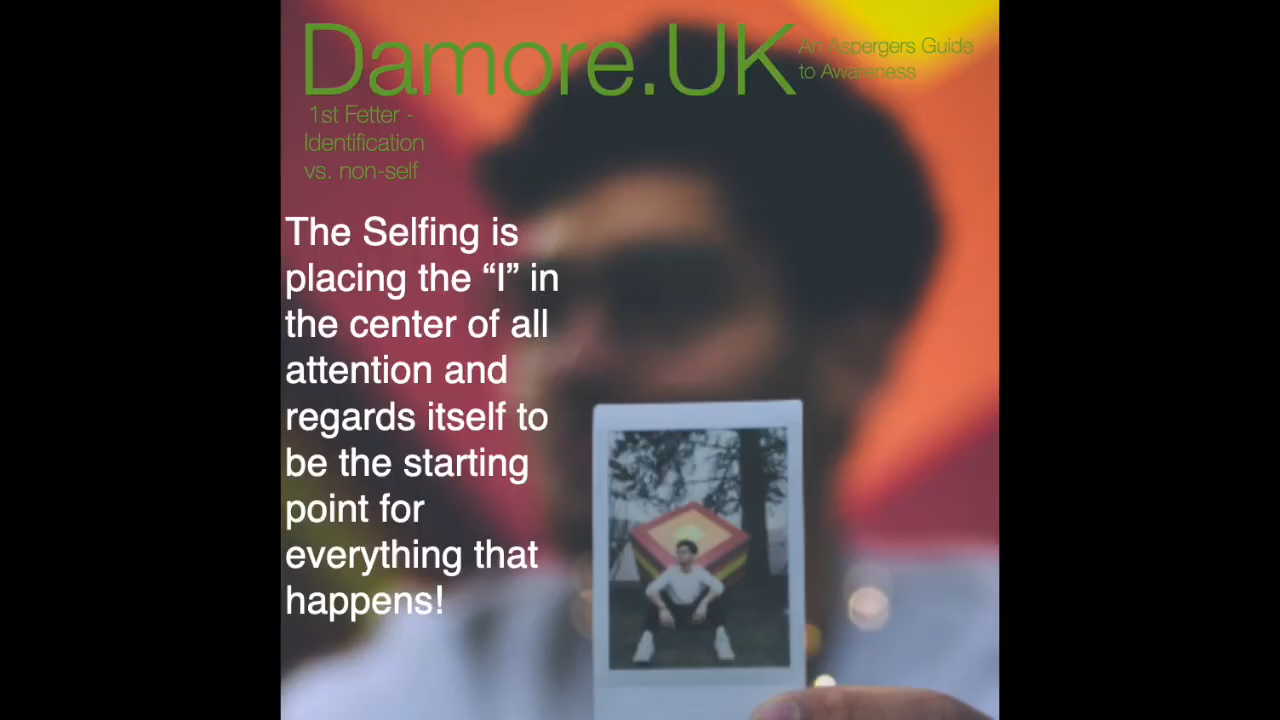 Damore.UK
An Aspergers Guide
to Awareness
1st Fetter -
Identification
vs. non-self
The Selfing is
placing the “I” in
the center of all
attention and
regards itself to
be the starting
point for
everything that
happens!